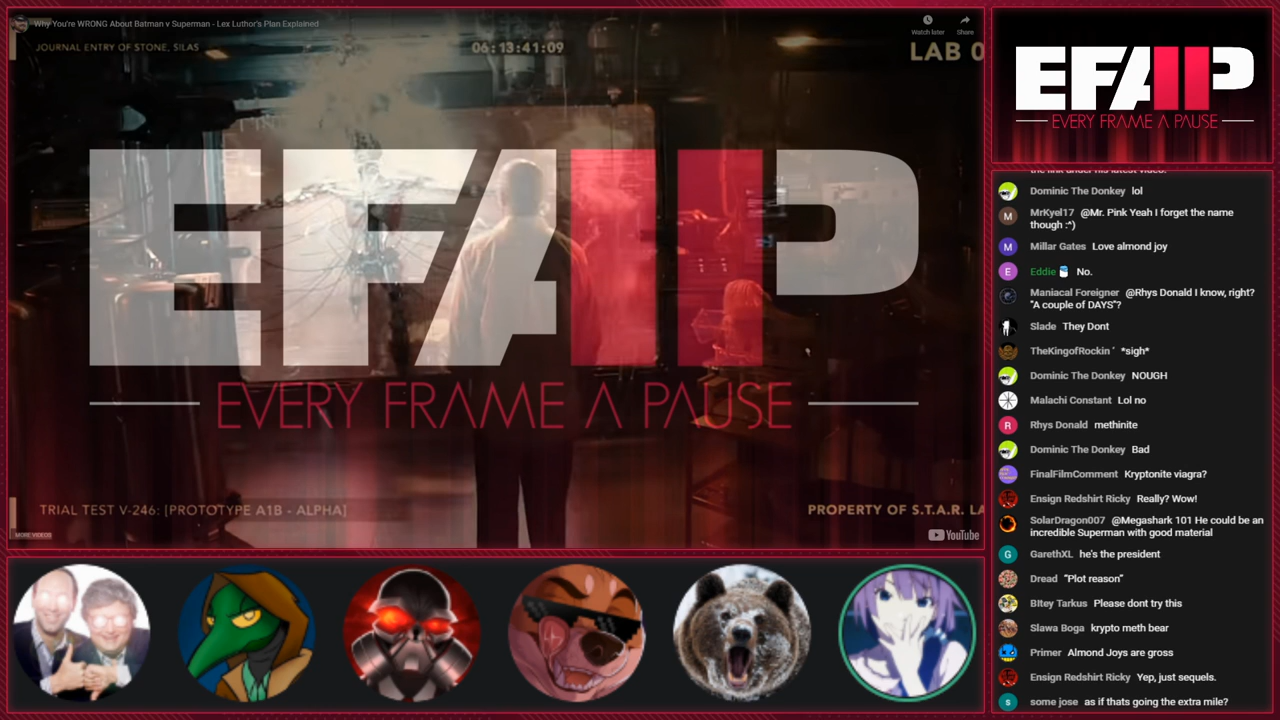 Why You're WRONG About Batman v Superman - Lex Luthor's Plan Explained
Watch later
Share
JOURNAL ENTRY OF STONE, SILAS
06:13:41:09
LAB 0
EFAP
EVERY FRAME A PAUSE
TRIAL TEST V-246: [PROTOTYPE A1B - ALPHA]
PROPERTY OF S.T.A.R. LA
MORE VIDEOS
YouTube
EFAP
EVERY FRAME A PAUSE
the link under his latest video.
Dominic The Donkey lol
MrKyel17 @Mr. Pink Yeah I forget the name
though :")
Millar Gates Love almond joy
Eddie No.
Maniacal Foreigner @Rhys Donald I know, right?
"A couple of DAYS"?
Slade They Dont
TheKingofRockin ' *sigh*
Dominic The Donkey NOUGH
Malachi Constant Lol no
Rhys Donald methinite
Dominic The Donkey Bad
FinalFilmComment Kryptonite viagra?
Ensign Redshirt Ricky Really? Wow!
SolarDragon007 @Megashark 101 He could be an
incredible Superman with good material
GarethXL he's the president
Dread "Plot reason"
BItey Tarkus Please dont try this
Slawa Boga krypto meth bear
Primer Almond Joys are gross
Ensign Redshirt Ricky Yep, just sequels.
some jose as if thats going the extra mile?